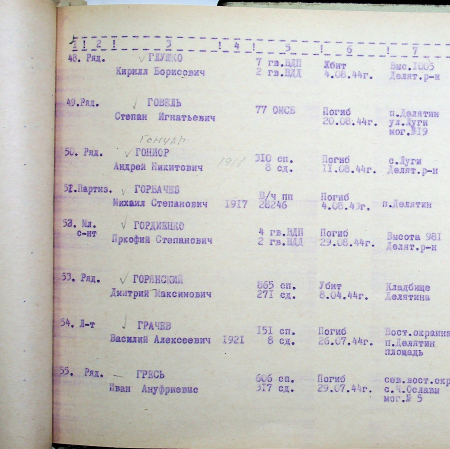 1 ! 2 ! 3 ! 4 ! 5 ! 6 ! 7
48. Ряд. ГЛУШКО 7 гв.ВДП Убит Выс.1085
Кирилл Борисович 2 гв.ВДД 4.08.44г. Делят.р-н
49.Ряд. ГОВЕЛЬ 77 ОМСБ Погиб п.Делятин
Степан Игнатьевич 20.08.44г. ул.Луги
мог.№19
Гончар
50. Ряд. ГОНЙОР 1918 310 сп. Погиб с.Луги
Андрей Никитович 8 сд. 11.08.44г. Делят.р-н
51.Партиз. ГОРБАЧЕВ В/ч пп Погиб
Михаил Степанович 1917 28246 4.08.43г. п.Делятин
52. Мл. ГОРДИЕНКО 4 гв.ВДП Погиб Высота 981
с-нт Пркофий Степанович 2 гв.ВДД 29.08.44г. Делят.р-н
53. Ряд. ГОРЯНСКИЙ 865 сп. Убит Кладбище
Дмитрий Максимович 271 сд. 8.04.44г. Делятина
54. Л-т ГРАЧЕВ 151 сп. Погиб Вост.окраина
Василий Алексеевич 1921 8 сд. 26.07.44г. п.Делятин
площадь
55. Ряд. ГРЕСЬ 606 сп. Погиб сев.вост.окр
Иван Ануфриевис 317 сд. 29.07.44г. с.Ч.Ославы
мог.№ 5